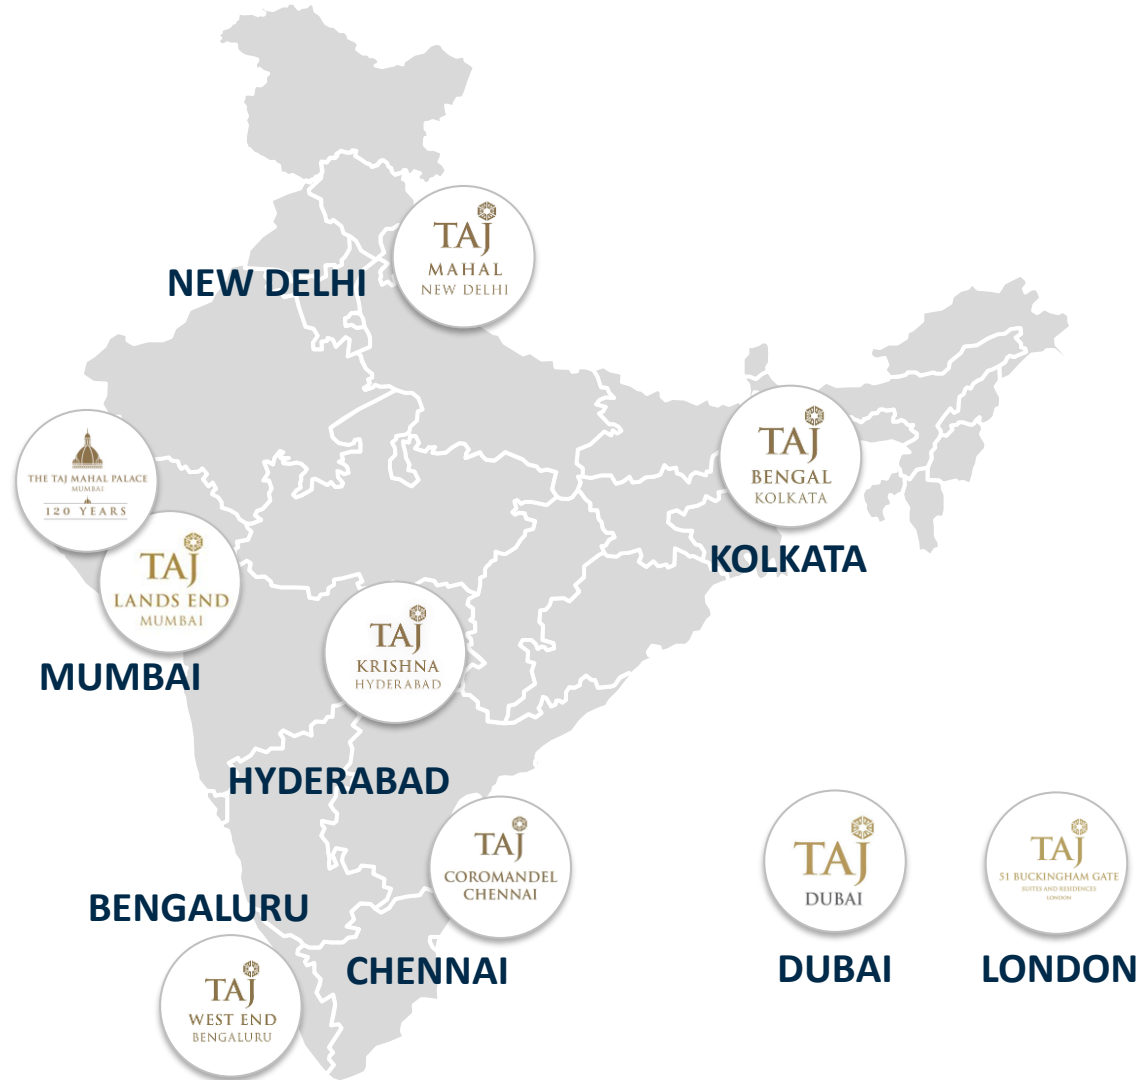 TAJ
MAHAL
NEW DELHI
NEW DELHI
THE TAJ MAHAL PALACE
MUMBAI
120 YEARS
TAJ
LANDS END
MUMBAI
MUMBAI
TAJ
BENGAL
KOLKATA
KOLKATA
TAJ
KRISHNA
HYDERABAD
HYDERABAD
TAJ
COROMANDEL
CHENNAI
CHENNAI
BENGALURU
TAJ
WEST END
BENGALURU
TAJ
DUBAI
DUBAI
TAJ
51 BUCKINGHAM GATE
SUITES AND RESIDENCES
LONDON
LONDON